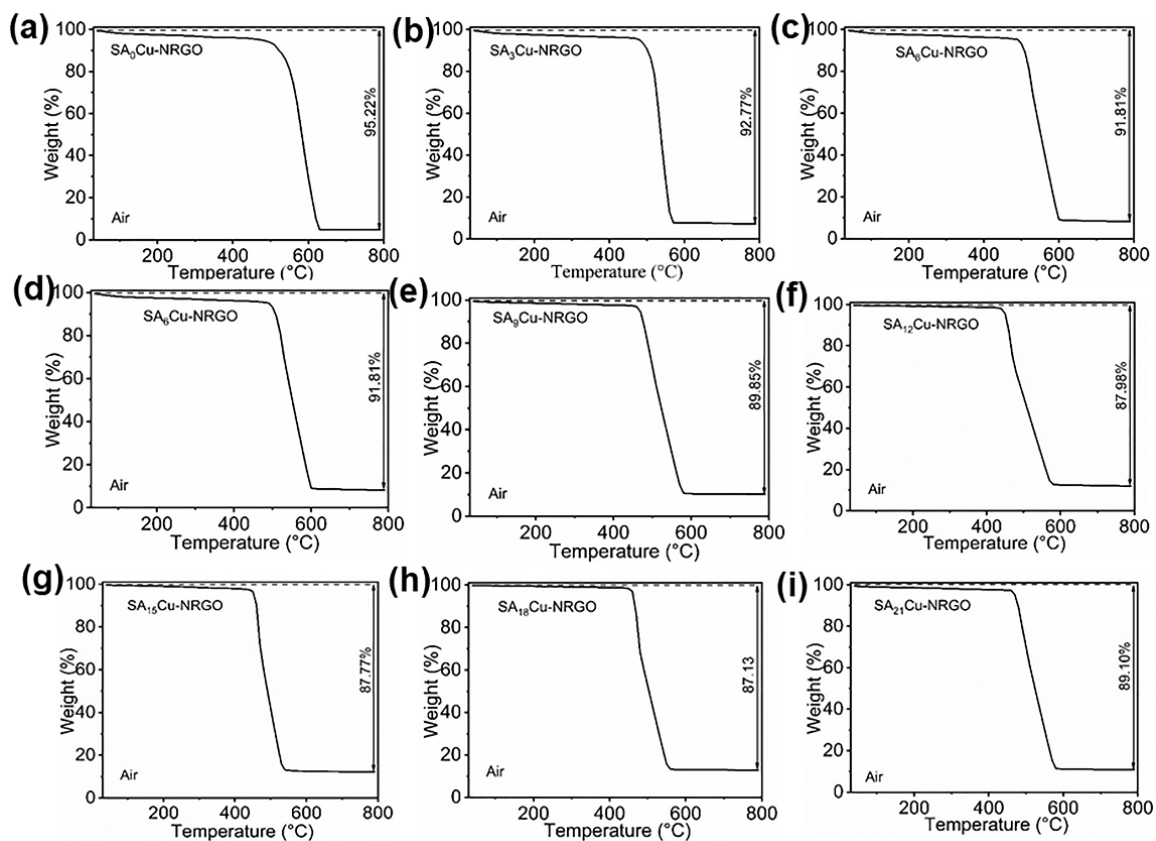 (a)
100
80
60
40
20
0
SA₀Cu-NRGO
95.22%
Air
Weight (%)
200 400 600 800
Temperature (°C)
(b)
100
80
60
40
20
0
SA₃Cu-NRGO
92.77%
Air
Weight (%)
200 400 600 800
Temperature (°C)
(c)
100
80
60
40
20
0
SA₆Cu-NRGO
91.81%
Air
Weight (%)
200 400 600 800
Temperature (°C)
(d)
100
80
60
40
20
0
SA₆Cu-NRGO
91.81%
Air
Weight (%)
200 400 600 800
Temperature (°C)
(e)
100
80
60
40
20
0
SA₉Cu-NRGO
89.85%
Air
Weight (%)
200 400 600 800
Temperature (°C)
(f)
100
80
60
40
20
0
SA₁₂Cu-NRGO
87.98%
Air
Weight (%)
200 400 600 800
Temperature (°C)
(g)
100
80
60
40
20
0
SA₁₅Cu-NRGO
87.77%
Air
Weight (%)
200 400 600 800
Temperature (°C)
(h)
100
80
60
40
20
0
SA₁₈Cu-NRGO
87.13
Air
Weight (%)
200 400 600 800
Temperature (°C)
(i)
100
80
60
40
20
0
SA₂₁Cu-NRGO
89.10%
Air
Weight (%)
200 400 600 800
Temperature (°C)